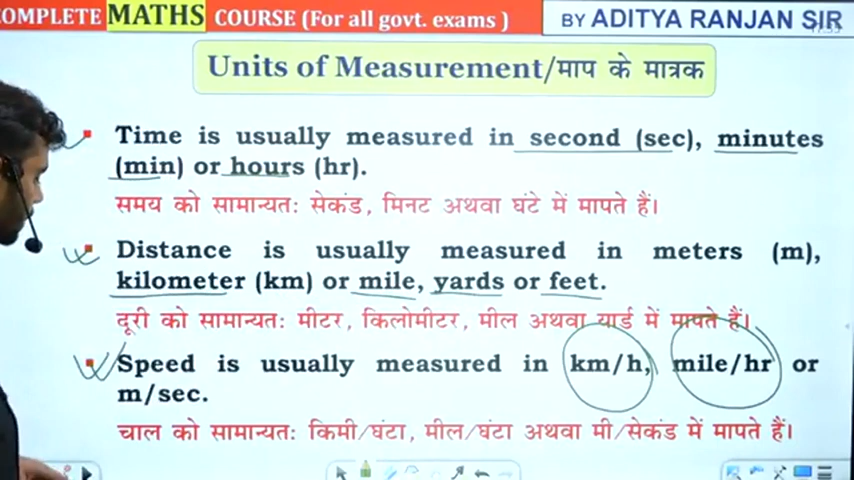 COMPLETE MATHS COURSE (For all govt. exams)
BY ADITYA RANJAN SIR
Units of Measurement/माप के मात्रक
Time is usually measured in second (sec), minutes
(min) or hours (hr).
समय को सामान्यतः सेकंड, मिनट अथवा घंटे में मापते हैं।
Distance is usually measured in meters (m),
kilometer (km) or mile, yards or feet.
दूरी को सामान्यतः मीटर, किलोमीटर, मील अथवा यार्ड में मापते हैं।
Speed is usually measured in km/h, mile/hr or
m/sec.
चाल को सामान्यतः किमी/घंटा, मील/घंटा अथवा मी/सेकंड में मापते हैं।